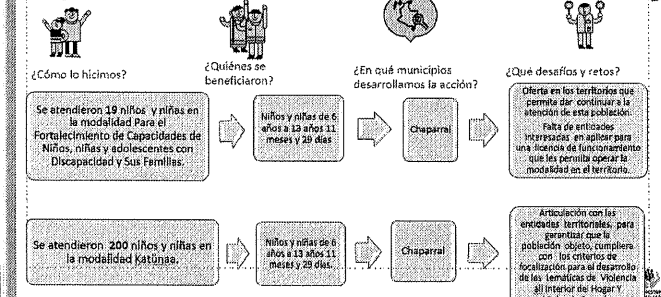 ¿Cómo lo hicimos?
¿Quiénes se
beneficiaron?
¿En qué municipios
desarrollamos la acción?
¿Qué desafíos y retos?
Se atendieron 19 niños y niñas en
la modalidad Para el
Fortalecimiento de Capacidades de
Niños, niñas y adolescentes con
Discapacidad y Sus Familias.
Niños y niñas de 6
años a 13 años 11
meses y 29 días
Chaparral
Oferta en los territorios que
permita dar continuar a la
atención de esta población.
Falta de entidades
interesadas en aplicar para
una licencia de funcionamiento
que les permita operar la
modalidad en el territorio.
Se atendieron 200 niños y niñas en
la modalidad Katünaa.
Niños y niñas de 6
años a 13 años 11
meses y 29 días.
Chaparral
Articulación con las
entidades territoriales, para
garantizar que la
población objeto, cumpliera
con los criterios de
focalización para el desarrollo
de las temáticas de Violencia
al Interior del Hogar Y